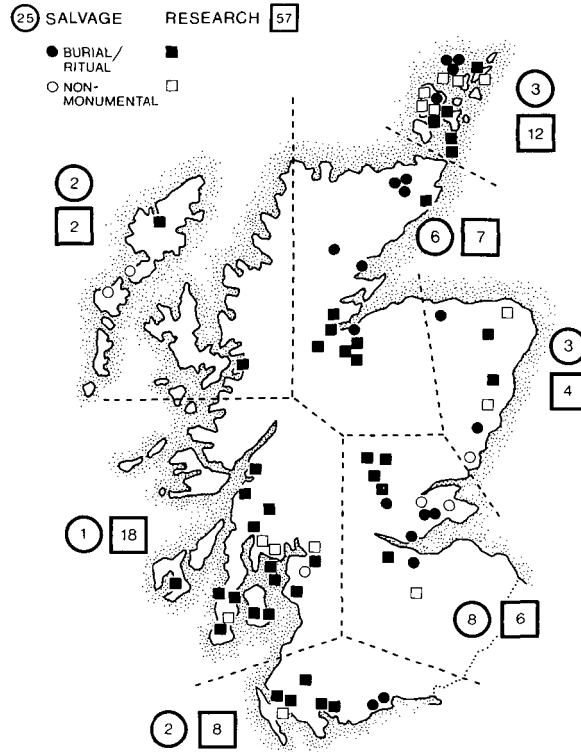 25 SALVAGE RESEARCH 57
BURIAL/
RITUAL
NON-
MONUMENTAL
3
12
2
2
6 7
3
4
1 18
8 6
2 8